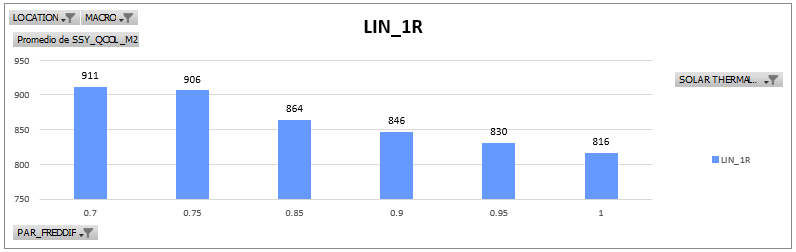 LOCATION MACRO
LIN_1R
Promedio de SSY_QCOL_M2
950
900
850
800
750
911
906
864
846
830
816
0.7
0.75
0.85
0.9
0.95
1
SOLAR THERMAL..
LIN_1R
PAR_FREDDIF